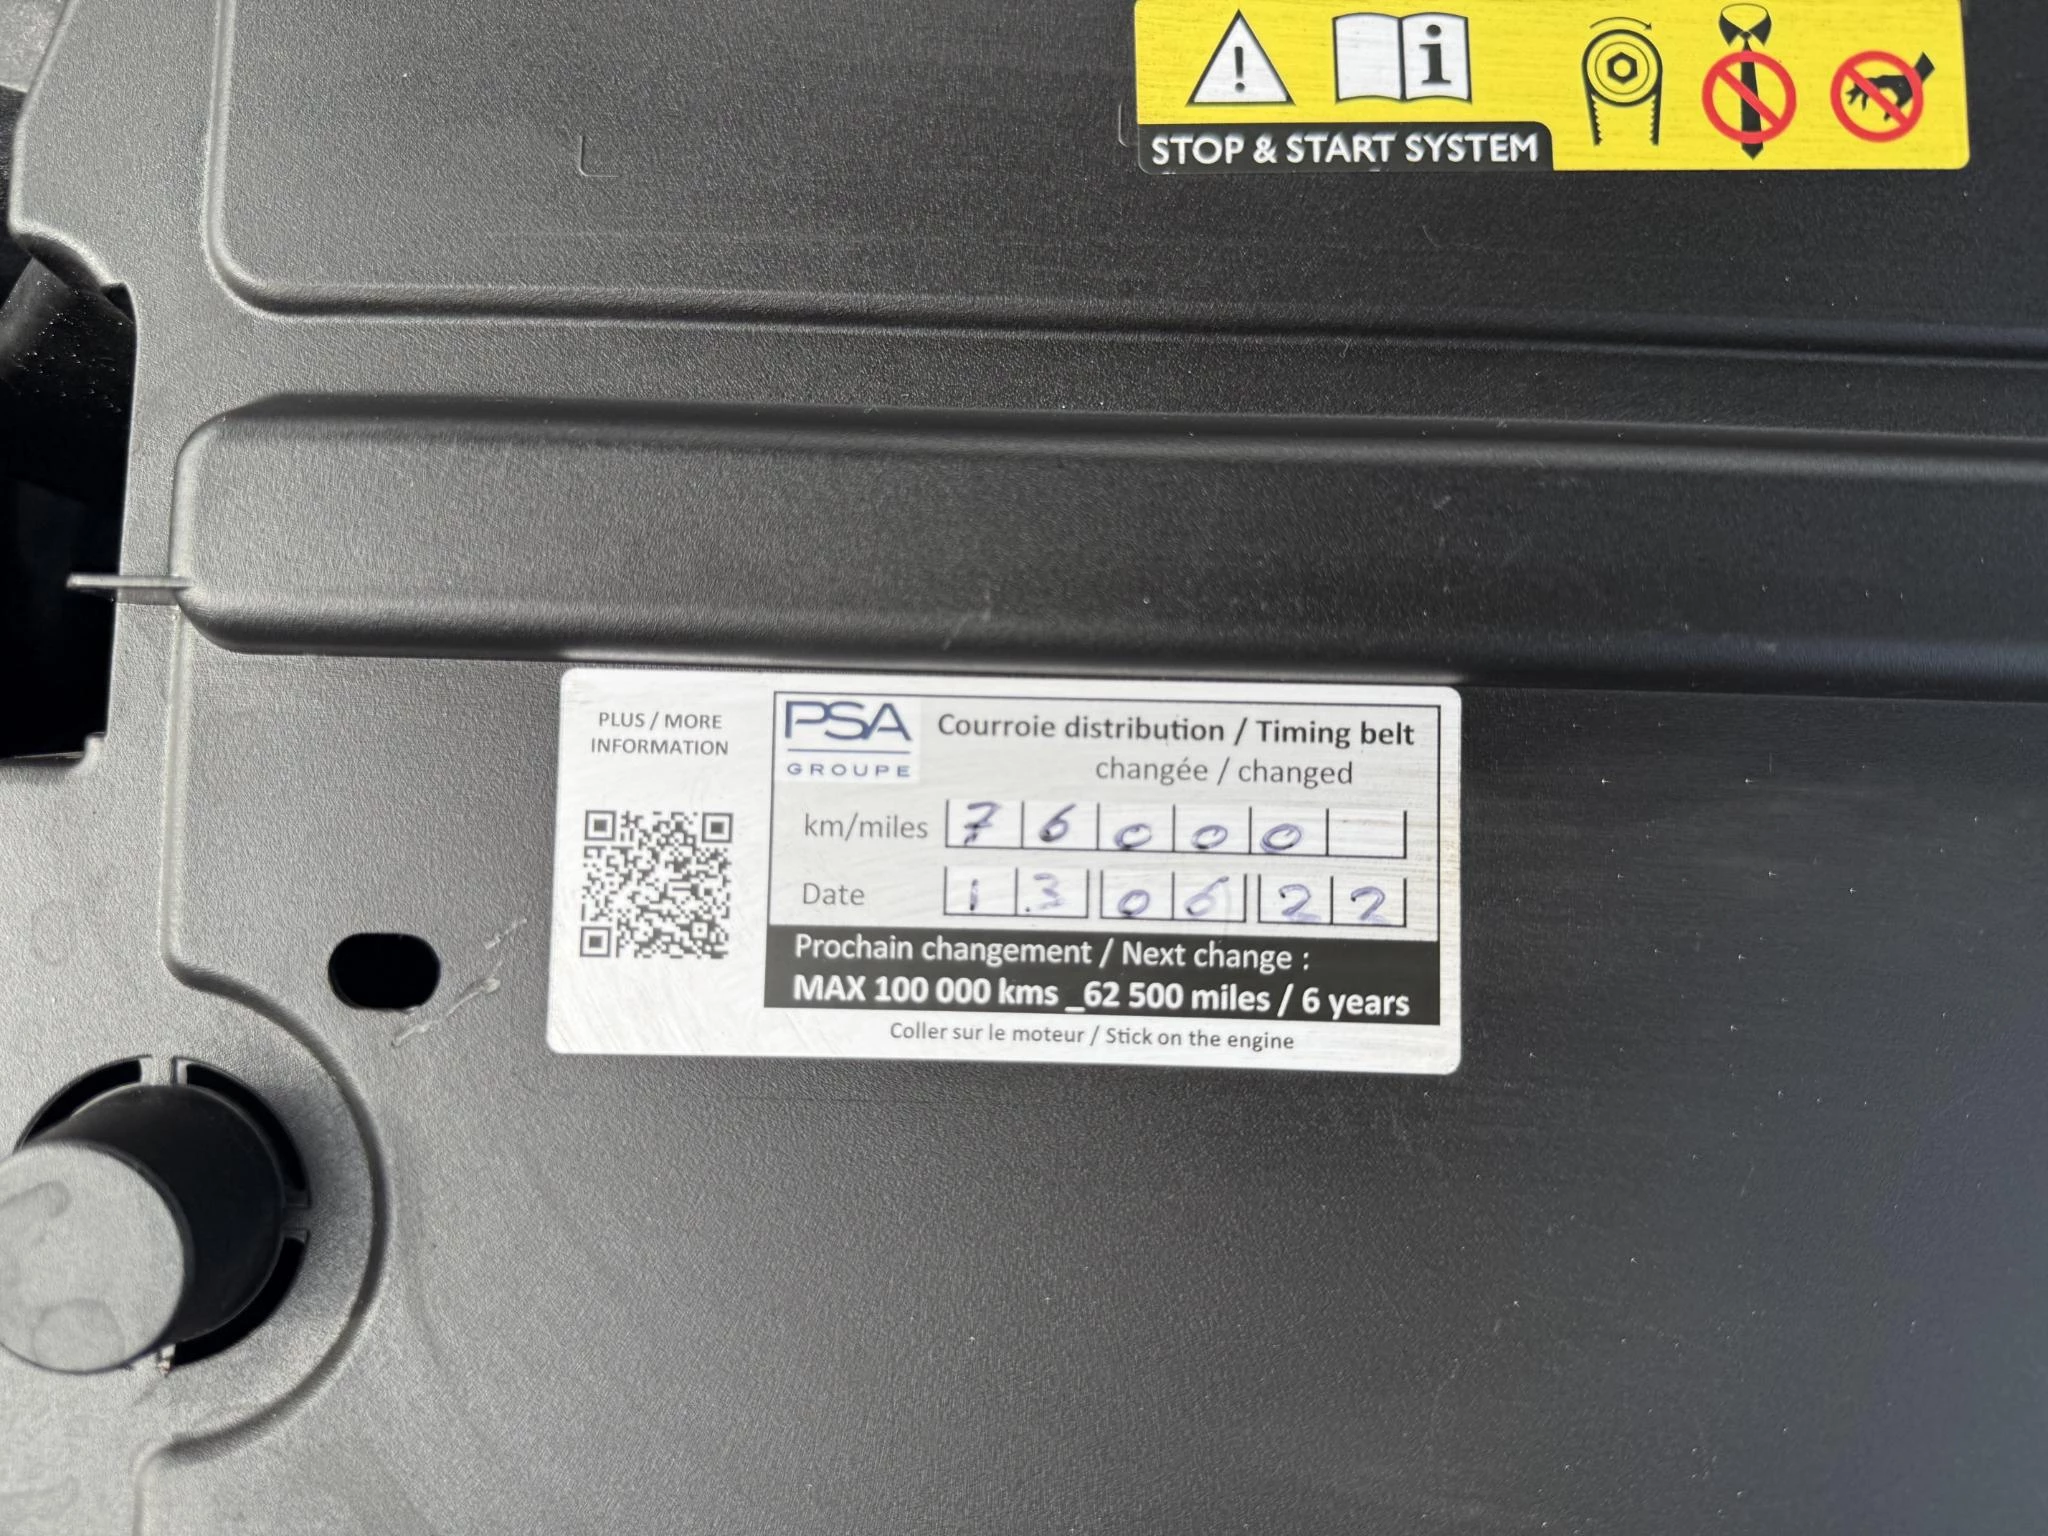 STOP & START SYSTEM
PLUS / MORE
INFORMATION
PSA
GROUPE
Courroie distribution / Timing belt
changée / changed
km/miles 76000
Date 13 06 22
Prochain changement / Next change :
MAX 100 000 kms _62 500 miles / 6 years
Coller sur le moteur / Stick on the engine